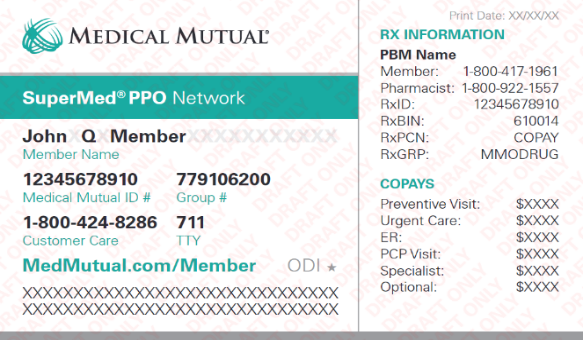 MEDICAL MUTUAL®
SuperMed® PPO Network
John Q Member XXXXXXXXXX
Member Name
12345678910 779106200
Medical Mutual ID # Group #
1-800-424-8286 711
Customer Care TTY
MedMutual.com/Member ODI ★
XXXXXXXXXXXXXXXXXXXXXXXXXXXXXX
XXXXXXXXXXXXXXXXXXXXXXXXXXXXXX
Print Date: XX/XX/XX
RX INFORMATION
PBM Name
Member: 1-800-417-1961
Pharmacist: 1-800-922-1557
RxID: 12345678910
RxBIN: 610014
RxPCN: COPAY
RxGRP: MMODRUG
COPAYS
Preventive Visit: $XXXX
Urgent Care: $XXXX
ER: $XXXX
PCP Visit: $XXXX
Specialist: $XXXX
Optional: $XXXX
DRAFT ONLY